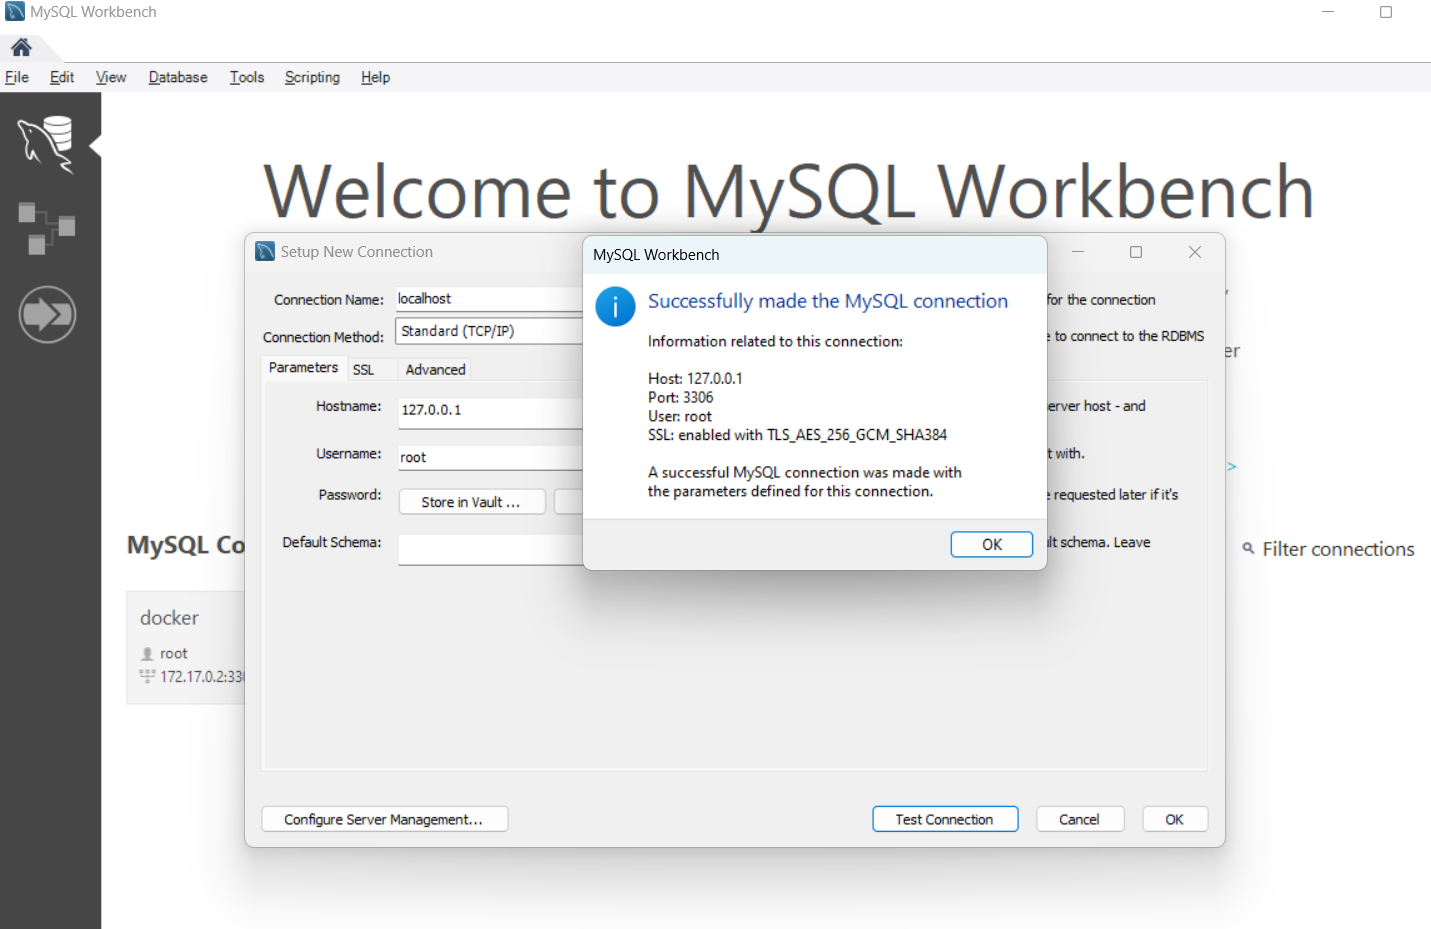 MySQL Workbench
File Edit View Database Tools Scripting Help
Welcome to MySQL Workbench
Setup New Connection
Connection Name: localhost
for the connection
Connection Method: Standard (TCP/IP)
to connect to the RDBMS
Parameters SSL Advanced
Hostname: 127.0.0.1
host - and
Username: root
with.
Password: Store in Vault ...
requested later if it's
Default Schema:
schema. Leave
MySQL Workbench
Successfully made the MySQL connection
Information related to this connection:
Host: 127.0.0.1
Port: 3306
User: root
SSL: enabled with TLS_AES_256_GCM_SHA384
A successful MySQL connection was made with
the parameters defined for this connection.
OK
MySQL
Filter connections
docker
root
172.17.0.2:
>
Configure Server Management... Test Connection Cancel OK